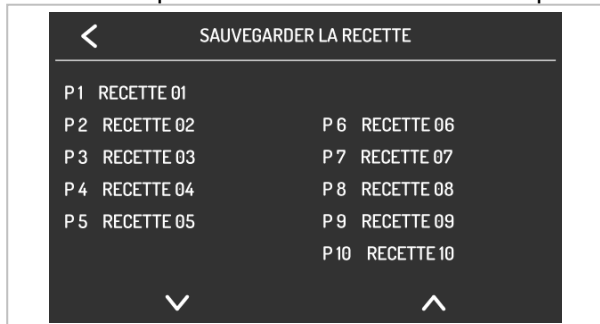 SAUVEGARDER LA RECETTE
P1 RECETTE 01
P2 RECETTE 02
P3 RECETTE 03
P4 RECETTE 04
P5 RECETTE 05
P6 RECETTE 06
P7 RECETTE 07
P8 RECETTE 08
P9 RECETTE 09
P10 RECETTE 10